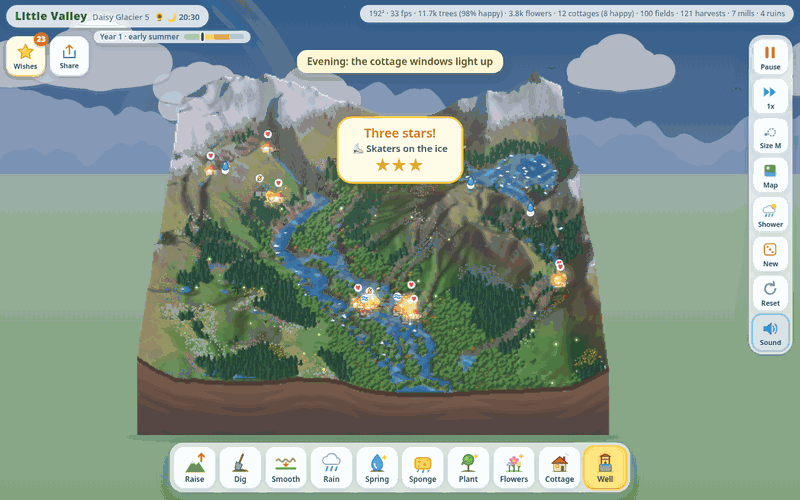 Little Valley Daisy Glacier 5 20:30
192² · 33 fps · 11.7k trees (98% happy) · 3.8k flowers · 12 cottages (8 happy) · 100 fields · 121 harvests · 7 mills · 4 ruins
Year 1 · early summer
23
Wishes
Share
Evening: the cottage windows light up
Three stars!
Skaters on the ice
Pause
1x
Size M
Map
Shower
New
Reset
Sound
Raise
Dig
Smooth
Rain
Spring
Sponge
Plant
Flowers
Cottage
Well